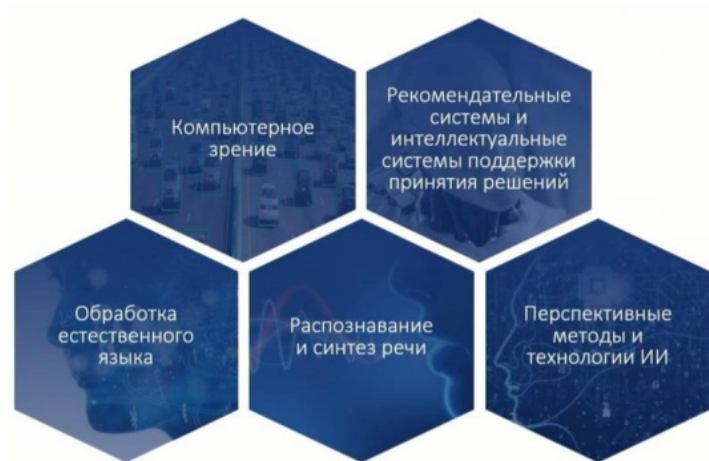 Компьютерное
зрение
Рекомендательные
системы и
интеллектуальные
системы поддержки
принятия решений
Обработка
естественного
языка
Распознавание
и синтез речи
Перспективные
методы и
технологии ИИ